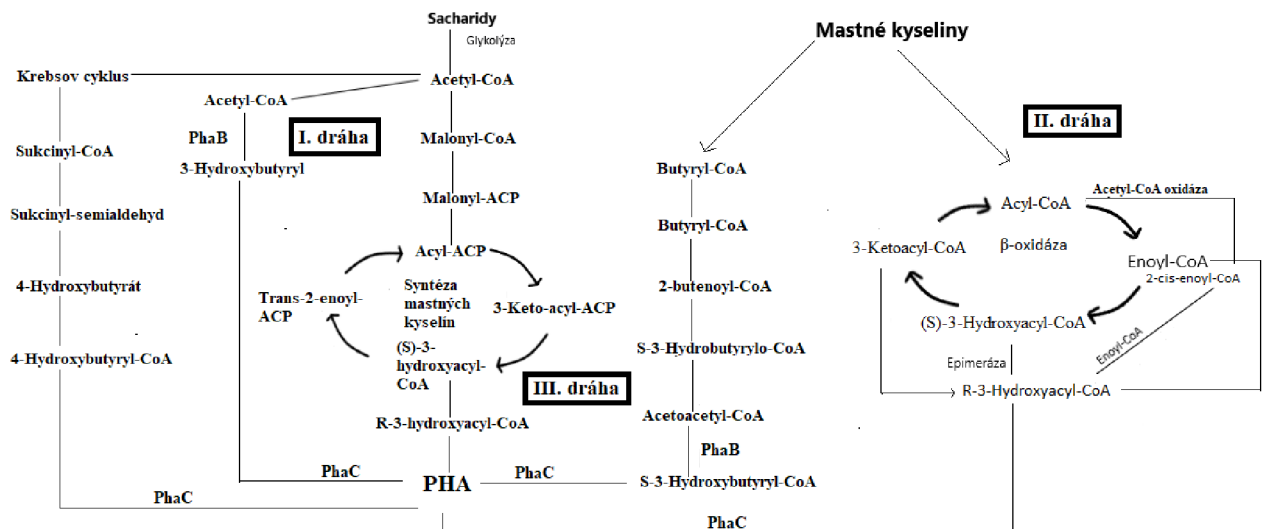 Sacharidy
Glykolýza
Mastné kyseliny
Krebsov cyklus
Acetyl-CoA
Acetyl-CoA
PhaB
I. dráha
Malonyl-CoA
II. dráha
Sukcinyl-CoA
3-Hydroxybutyryl
Butyryl-CoA
Malonyl-ACP
Acetyl-CoA oxidáza
Sukcinyl-semialdehyd
Butyryl-CoA
Acyl-CoA
Acyl-ACP
3-Ketoacyl-CoA
β-oxidáza
Enoyl-CoA
2-cis-enoyl-CoA
4-Hydroxybutyrát
Trans-2-enoyl-
ACP
Syntéza
mastných
kyselín
3-Keto-acyl-ACP
2-butenoyl-CoA
(S)-3-Hydroxyacyl-CoA
4-Hydroxybutyryl-CoA
(S)-3-
hydroxyacyl-
CoA
S-3-Hydrobutyrylo-CoA
Epimeráza
Enoyl-CoA
III. dráha
R-3-Hydroxyacyl-CoA
R-3-hydroxyacyl-CoA
Acetoacetyl-CoA
PhaB
PhaC
PHA
PhaC
S-3-Hydroxybutyryl-CoA
PhaC
PhaC